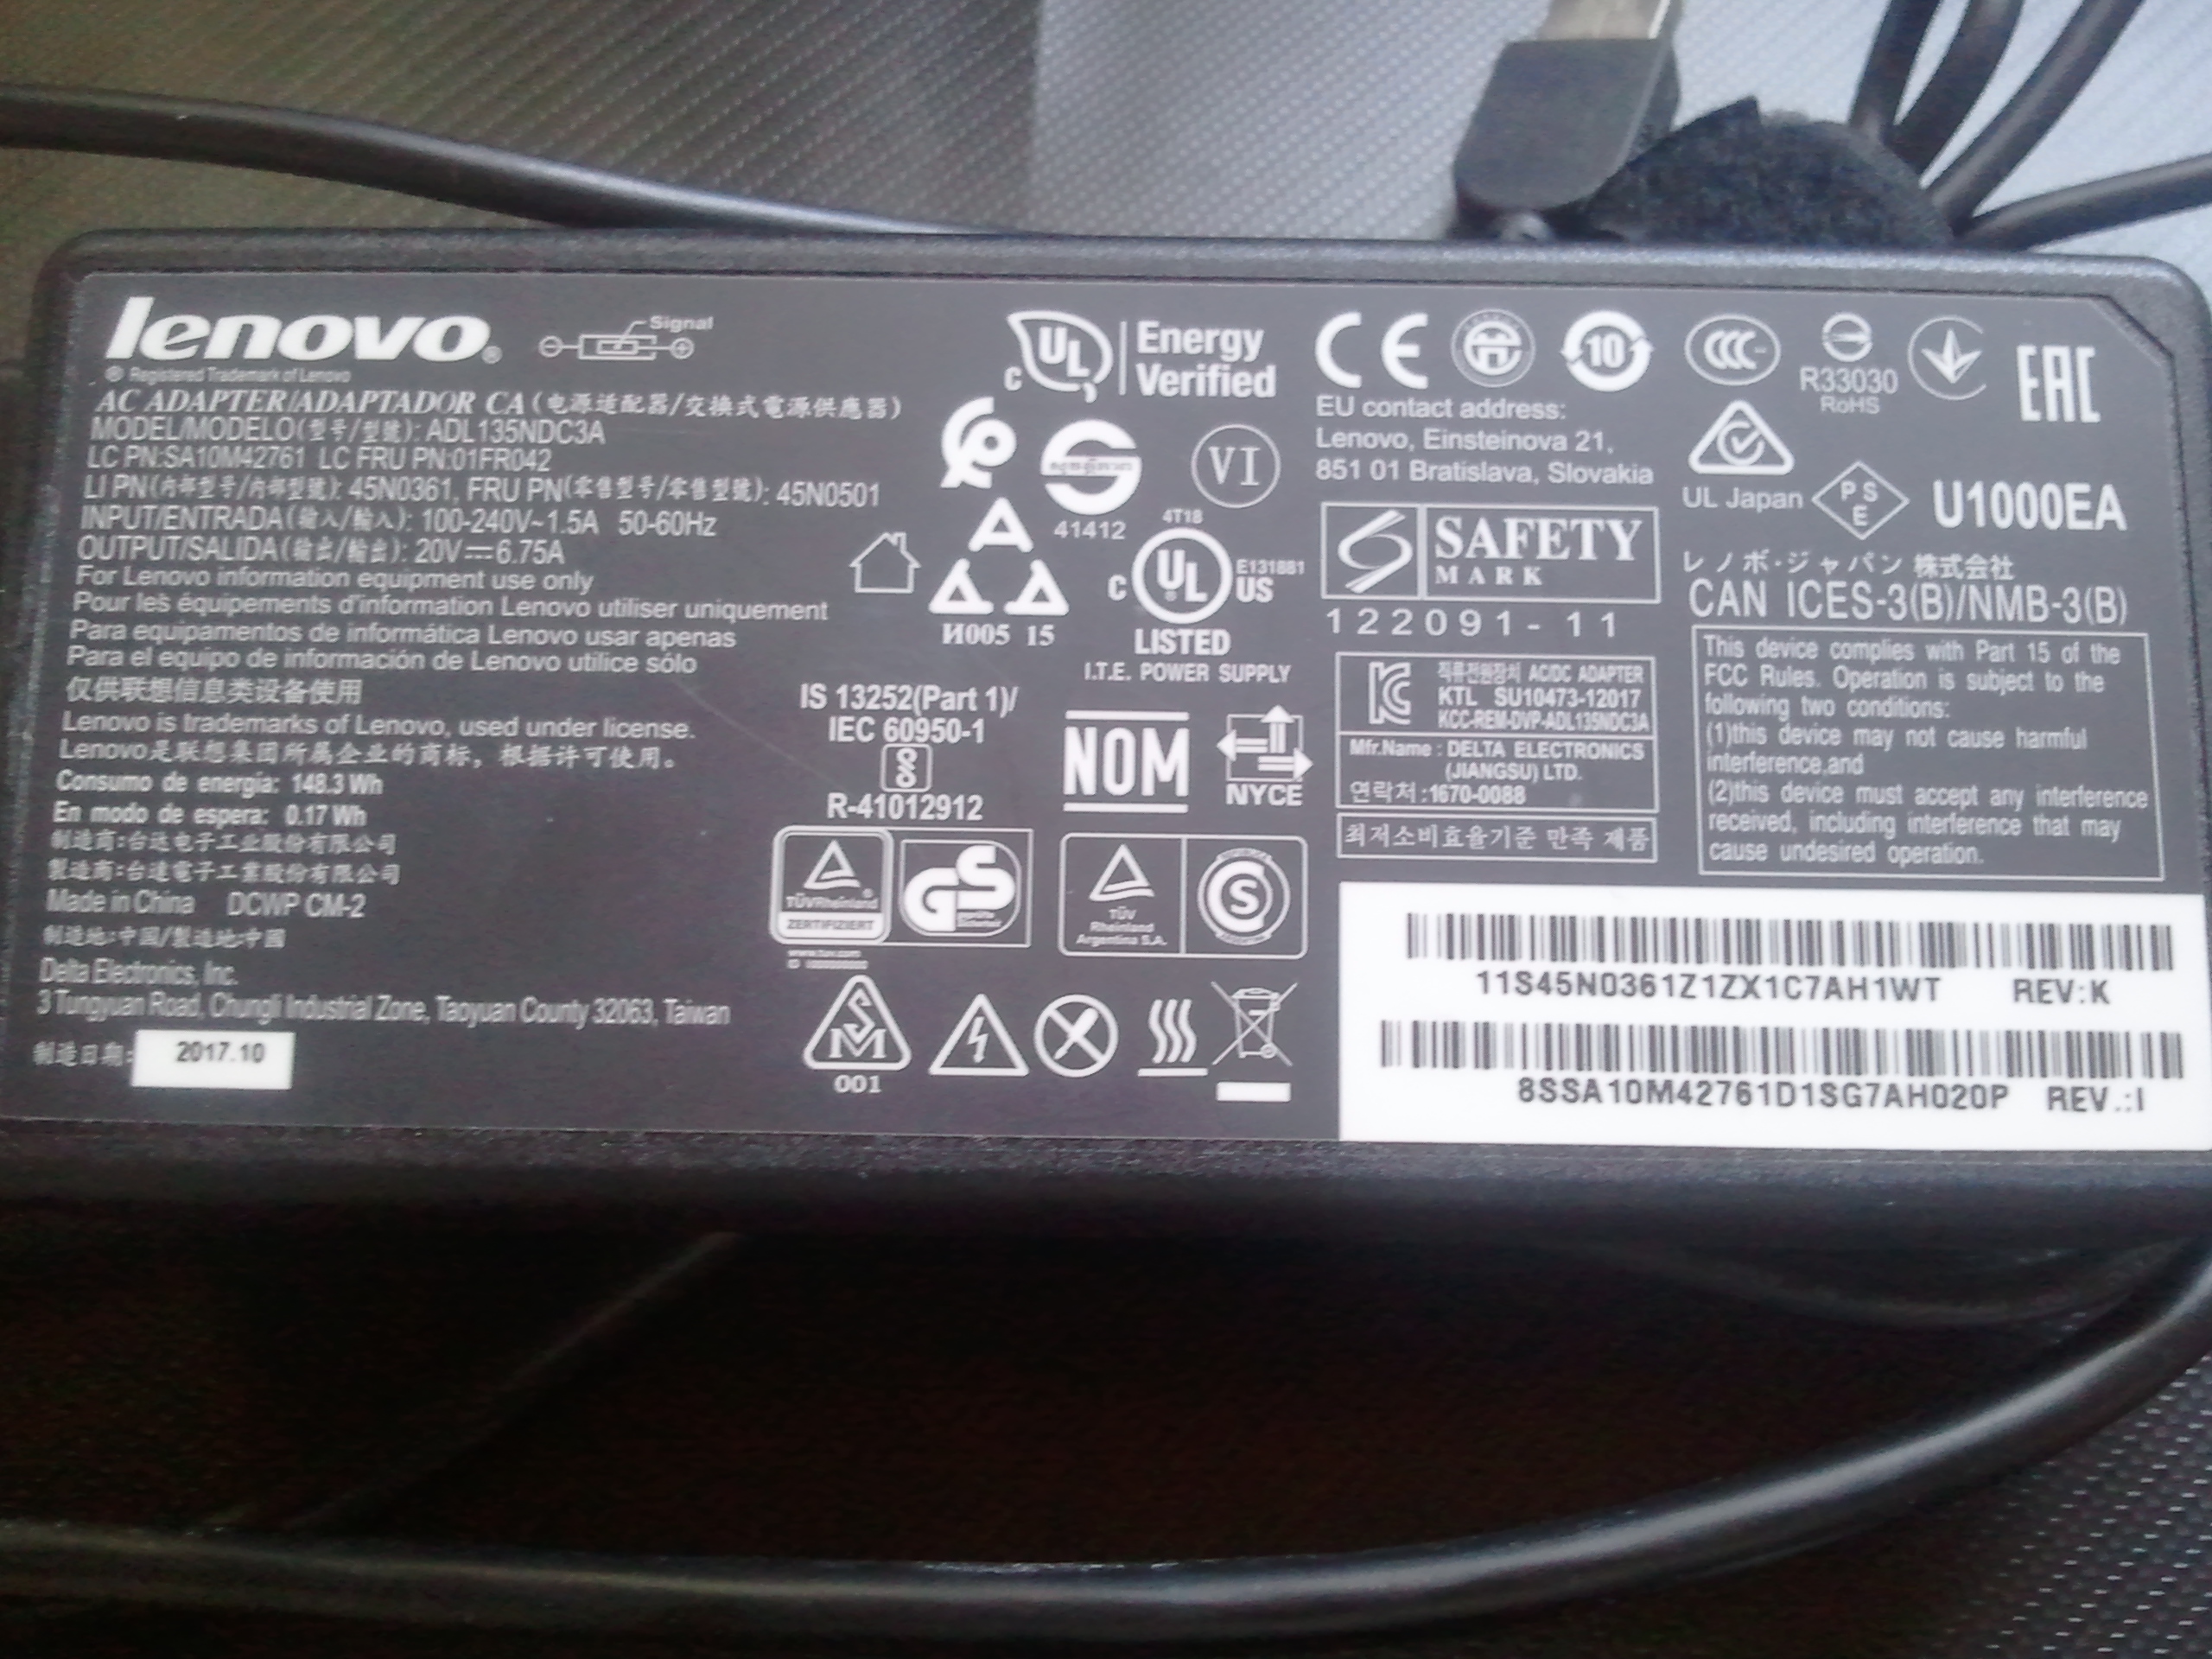 lenovo®
Signal
® Registered Trademark of Lenovo
AC ADAPTER/ADAPTADOR CA(电源适配器/交換式電源供應器)
MODEL/MODELO(型号/型號): ADL135NDC3A
LC PN:SA10M42761 LC FRU PN:01FR042
LI PN(内部型号/內部型號): 45N0361, FRU PN(零售型号/零售型號): 45N0501
INPUT/ENTRADA(输入/輸入): 100-240V~1.5A 50-60Hz
OUTPUT/SALIDA(输出/輸出): 20V⎓6.75A
For Lenovo information equipment use only
Pour les équipements d'information Lenovo utiliser uniquement
Para equipamentos de informática Lenovo usar apenas
Para el equipo de información de Lenovo utilice sólo
仅供联想信息类设备使用
Lenovo is trademarks of Lenovo, used under license.
Lenovo是联想集团所属企业的商标，根据许可使用。
Consumo de energía: 148.3 Wh
En modo de espera: 0.17 Wh
制造商:台达电子工业股份有限公司
製造商:台達電子工業股份有限公司
Made in China DCWP CM-2
制造地:中国/製造地:中國
Delta Electronics, Inc.
3 Tungyuan Road, Chungli Industrial Zone, Taoyuan County 32063, Taiwan
制造日期: 2017.10
C UL Energy
Verified
41412
VI
И005 15
4T18
C UL US
E131881
LISTED
I.T.E. POWER SUPPLY
IS 13252(Part 1)/
IEC 60950-1
R-41012912
NOM
NYCE
TÜVRheinland®
ZERTIFIZIERT
GS
geprüfte
Sicherheit
www.tuv.com
TÜV
Rheinland
Argentina S.A.
S
SM
001
CE
10
CCC
R33030
RoHS
EAC
EU contact address:
Lenovo, Einsteinova 21,
851 01 Bratislava, Slovakia
UL Japan
PSE
U1000EA
レノボ・ジャパン 株式会社
CAN ICES-3(B)/NMB-3(B)
SAFETY
MARK
122091-11
직류전원장치 AC/DC ADAPTER
KTL SU10473-12017
KCC-REM-DVP-ADL135NDC3A
Mfr.Name : DELTA ELECTRONICS
(JIANGSU) LTD.
연락처:1670-0088
최저소비효율기준 만족 제품
This device complies with Part 15 of the
FCC Rules. Operation is subject to the
following two conditions:
(1)this device may not cause harmful
interference,and
(2)this device must accept any interference
received, including interference that may
cause undesired operation.
11S45N0361Z1ZX1C7AH1WT REV:K
8SSA10M42761D1SG7AH020P REV.:I